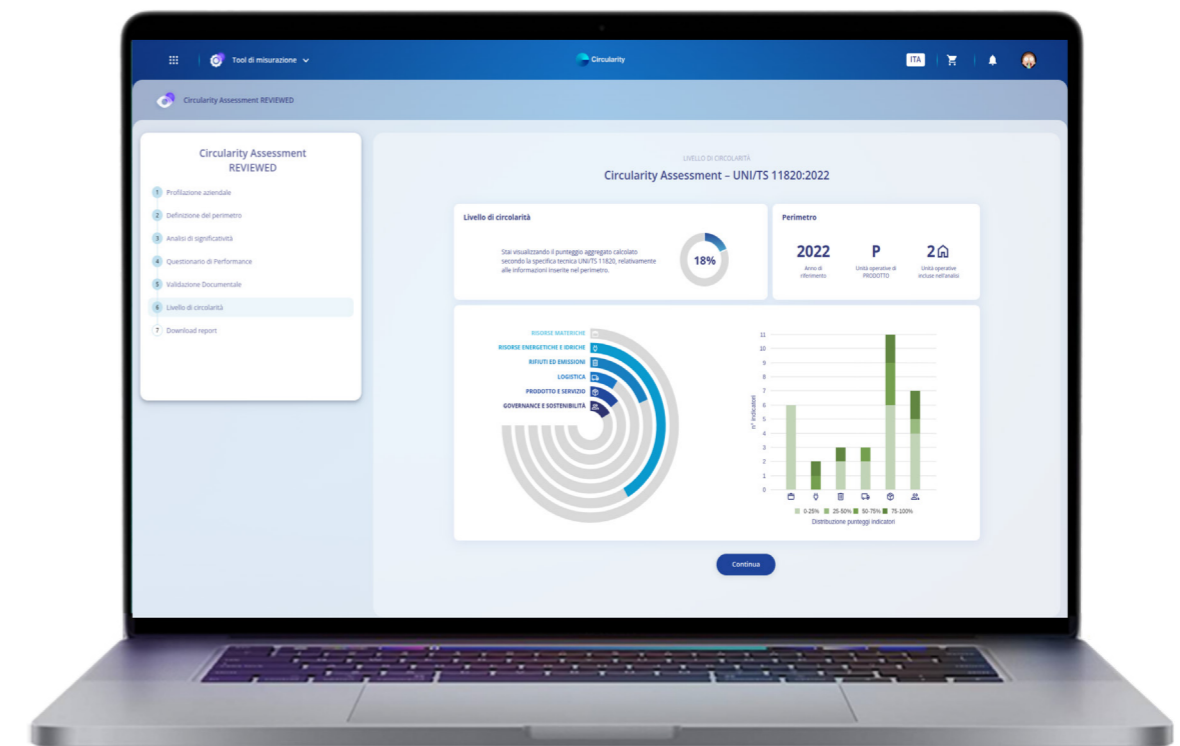 Tool di misurazione
Circularity
ITA
Circularity Assessment REVIEWED
Circularity Assessment
REVIEWED
1 Profilazione aziendale
2 Definizione del perimetro
3 Analisi di significatività
4 Questionario di Performance
5 Validazione Documentale
6 Livello di circolarità
7 Download report
LIVELLO DI CIRCOLARITÀ
Circularity Assessment – UNI/TS 11820:2022
Livello di circolarità
Stai visualizzando il punteggio aggregato calcolato
secondo la specifica tecnica UNI/TS 11820, relativamente
alle informazioni inserite nel perimetro.
18%
Perimetro
2022
Anno di
riferimento
P
Unità operative di
PRODOTTO
2
Unità operative
incluse nell'analisi
RISORSE MATERICHE
RISORSE ENERGETICHE E IDRICHE
RIFIUTI ED EMISSIONI
LOGISTICA
PRODOTTO E SERVIZIO
GOVERNANCE E SOSTENIBILITÀ
n° indicatori
11
10
9
8
7
6
5
4
3
2
1
0
0-25% 25-50% 50-75% 75-100%
Distribuzione punteggi indicatori
Continua